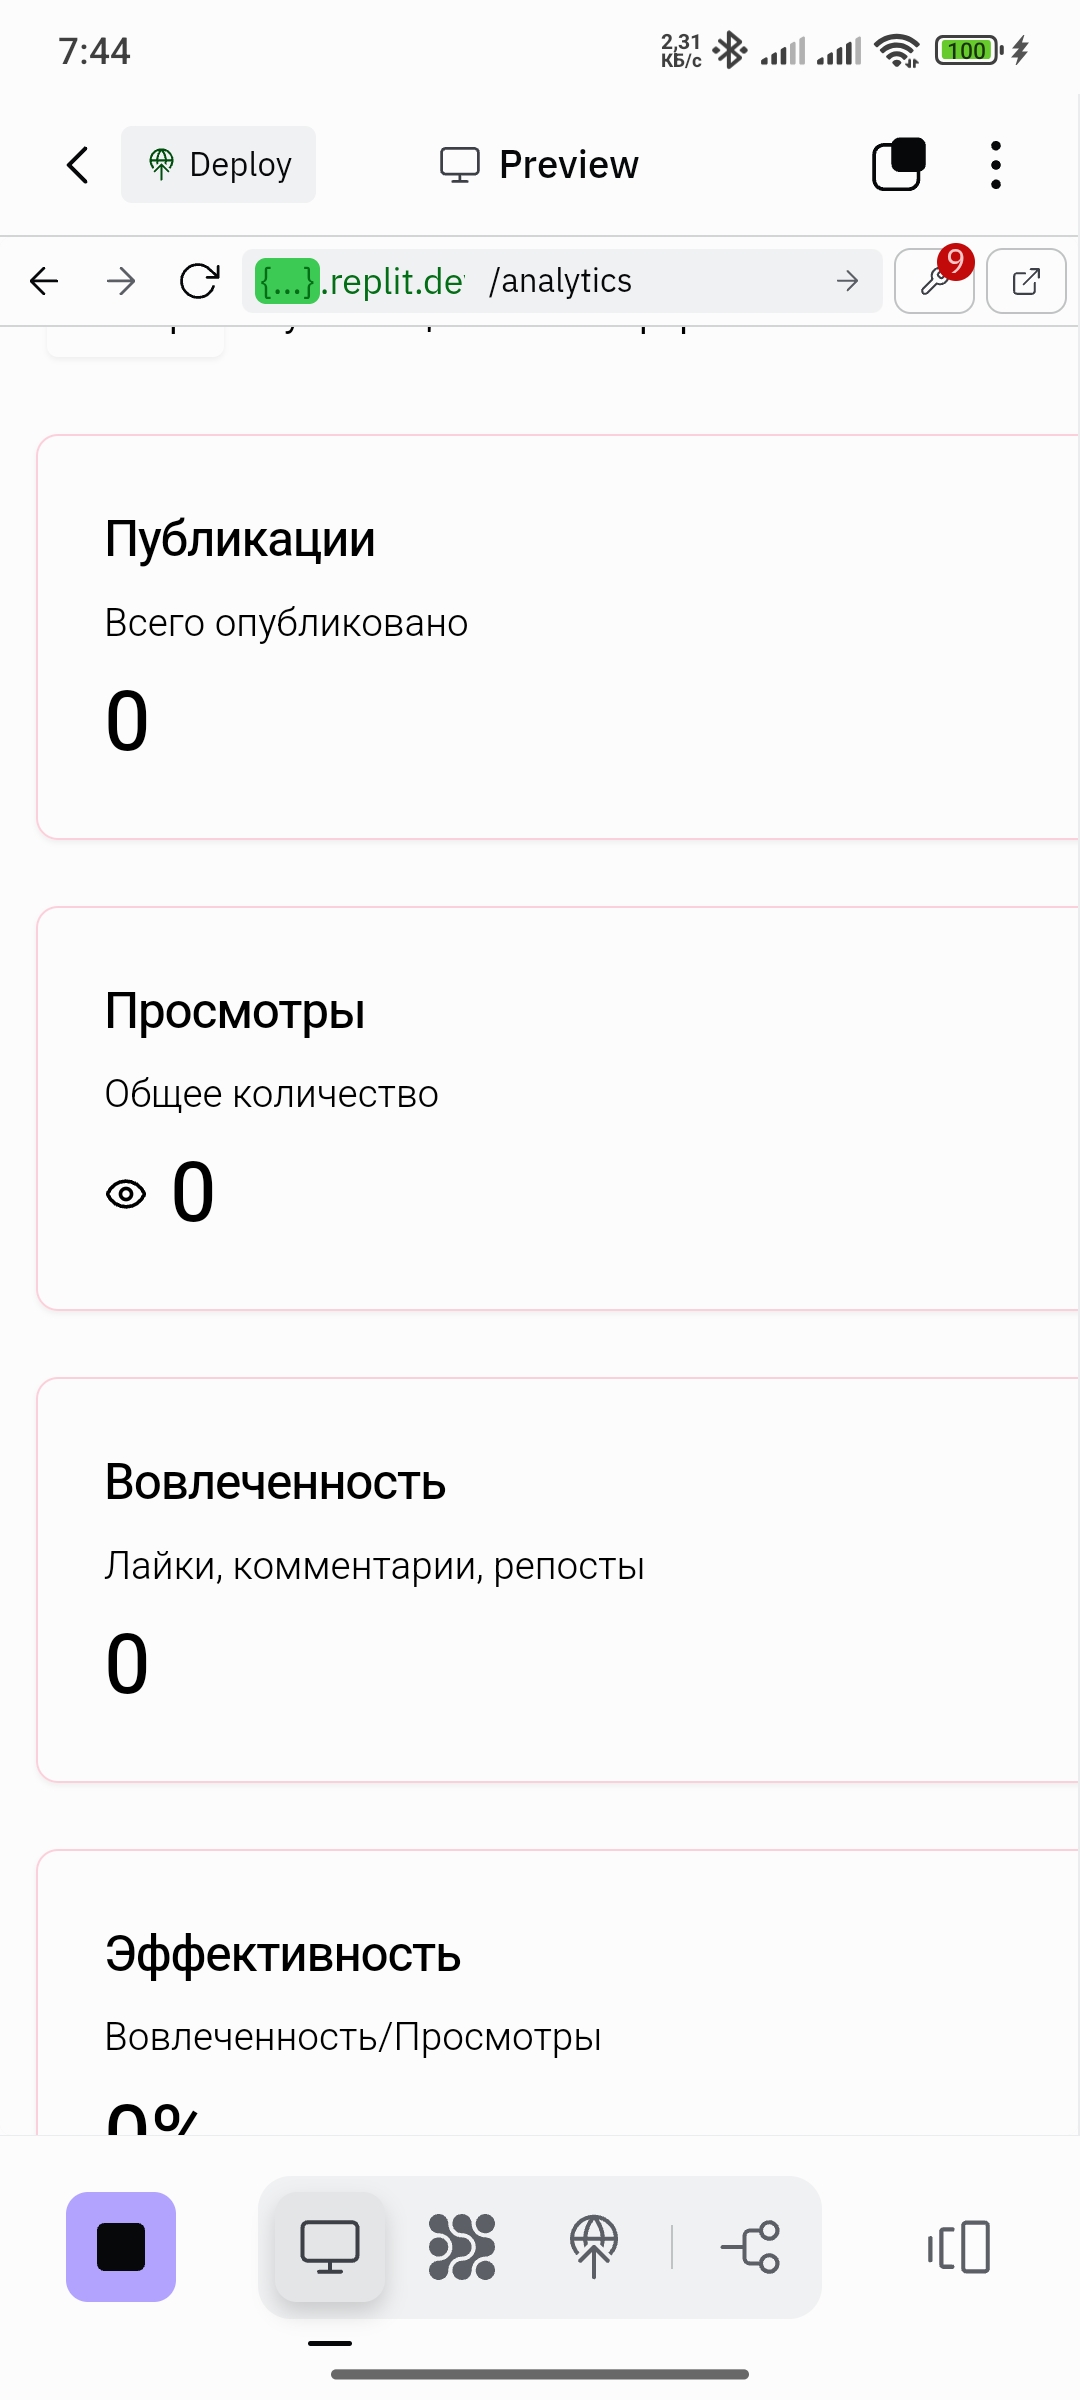 7:44
2,31
КБ/с
100
Deploy
Preview
{...}.replit.de
/analytics
9
Публикации
Всего опубликовано
0
Просмотры
Общее количество
0
Вовлеченность
Лайки, комментарии, репосты
0
Эффективность
Вовлеченность/Просмотры
0%